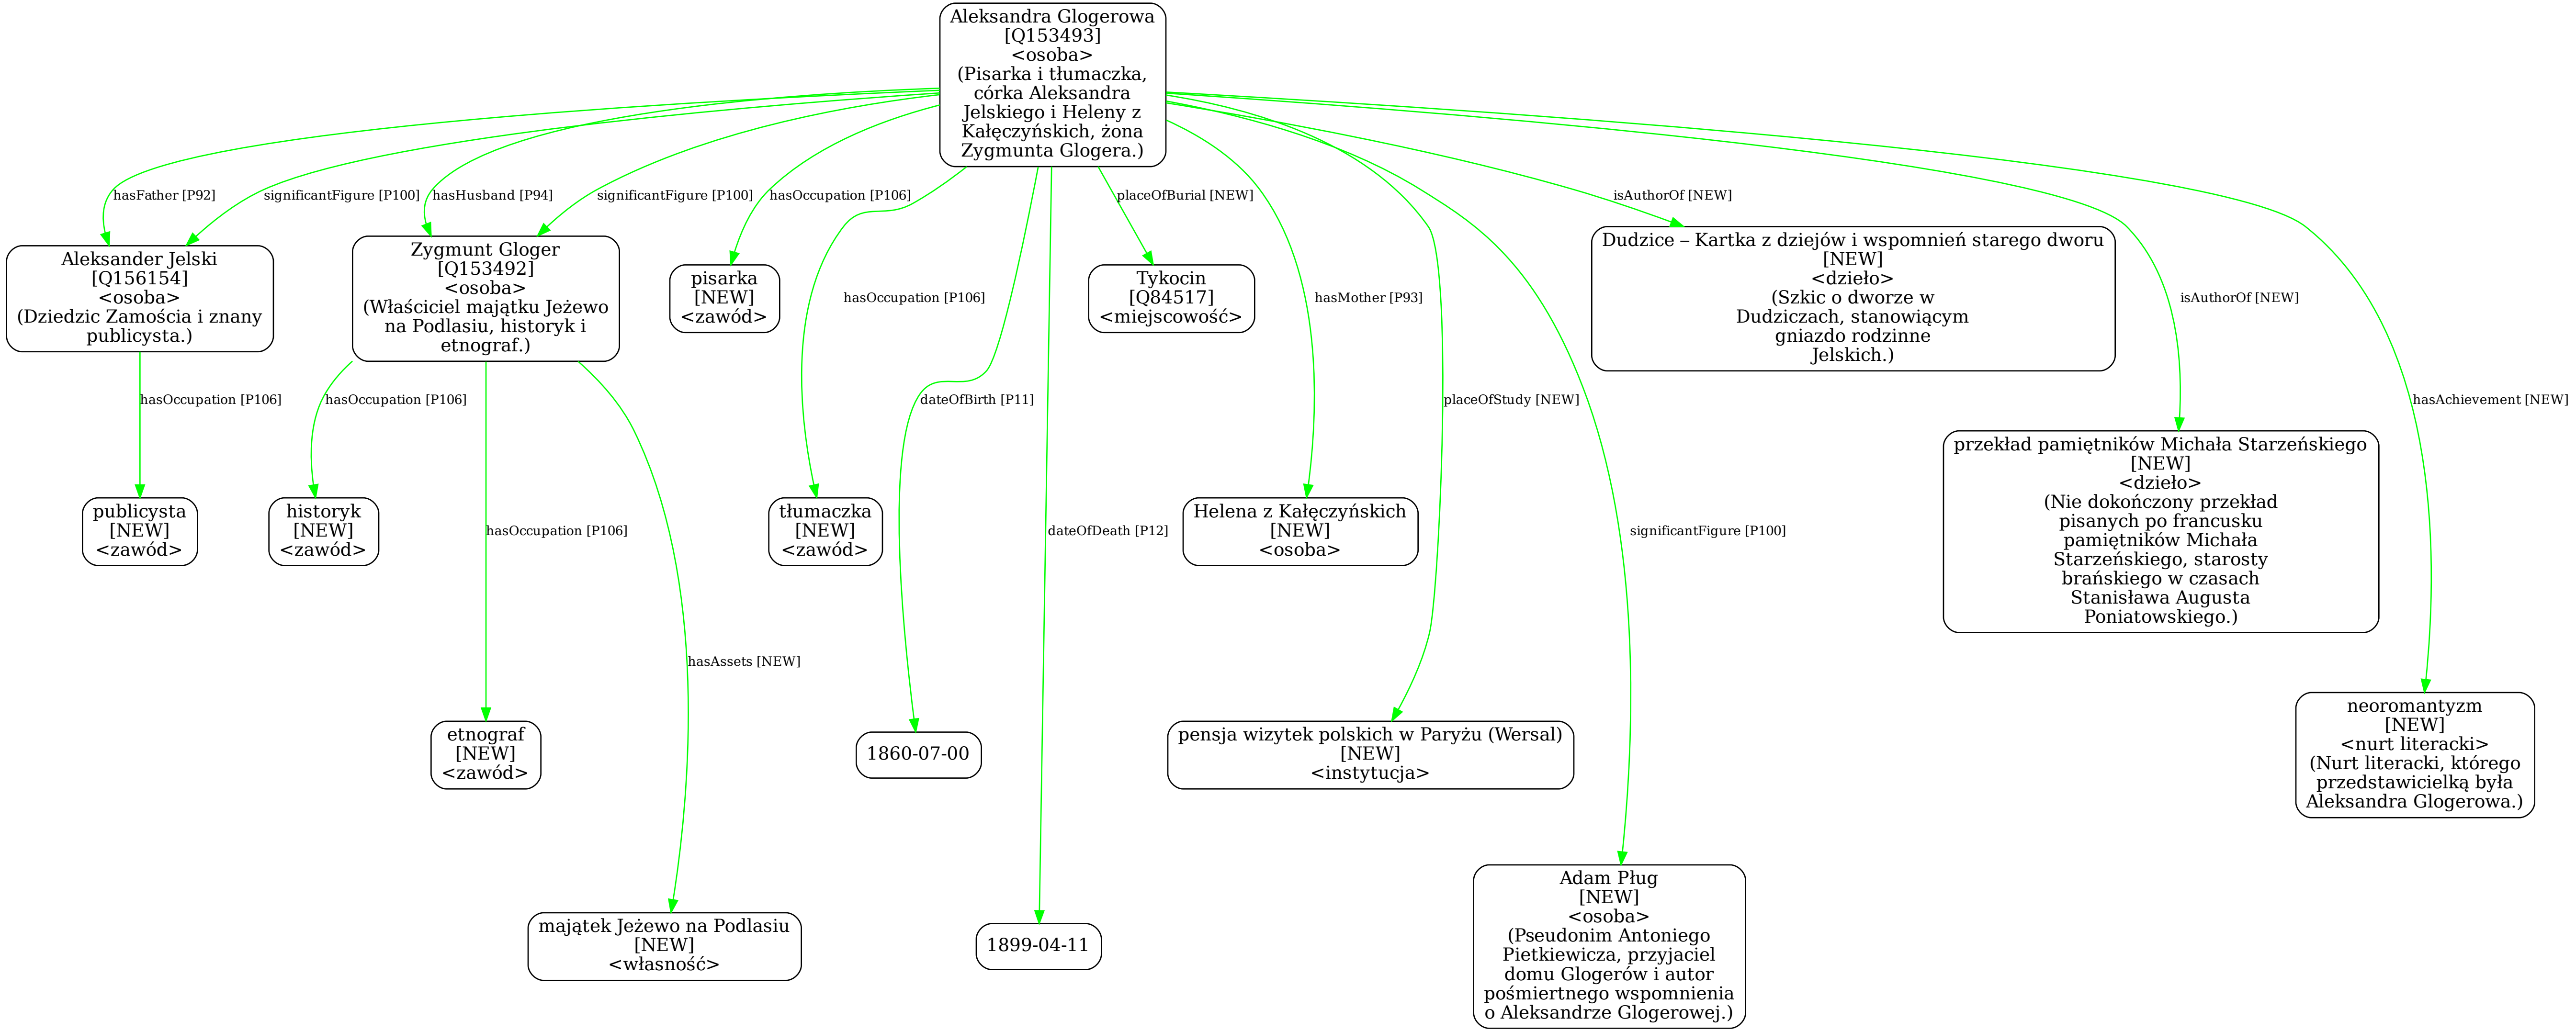 Aleksandra Glogerowa
[Q153493]
<osoba>
(Pisarka i tłumaczka,
córka Aleksandra
Jelskiego i Heleny z
Kałęczyńskich, żona
Zygmunta Glogera.)
hasFather [P92]
significantFigure [P100]
hasHusband [P94]
significantFigure [P100]
hasOccupation [P106]
placeOfBurial [NEW]
isAuthorOf [NEW]
Aleksander Jelski
[Q156154]
<osoba>
(Dziedzic Zamościa i znany
publicysta.)
Zygmunt Gloger
[Q153492]
<osoba>
(Właściciel majątku Jeżewo
na Podlasiu, historyk i
etnograf.)
pisarka
[NEW]
<zawód>
hasOccupation [P106]
Tykocin
[Q84517]
<miejscowość>
hasMother [P93]
Dudzice – Kartka z dziejów i wspomnień starego dworu
[NEW]
<dzieło>
(Szkic o dworze w
Dudziczach, stanowiącym
gniazdo rodzinne
Jelskich.)
isAuthorOf [NEW]
hasOccupation [P106]
hasOccupation [P106]
dateOfBirth [P11]
placeOfStudy [NEW]
hasAchievement [NEW]
publicysta
[NEW]
<zawód>
historyk
[NEW]
<zawód>
hasOccupation [P106]
tłumaczka
[NEW]
<zawód>
dateOfDeath [P12]
Helena z Kałęczyńskich
[NEW]
<osoba>
significantFigure [P100]
przekład pamiętników Michała Starzeńskiego
[NEW]
<dzieło>
(Nie dokończony przekład
pisanych po francusku
pamiętników Michała
Starzeńskiego, starosty
brańskiego w czasach
Stanisława Augusta
Poniatowskiego.)
hasAssets [NEW]
etnograf
[NEW]
<zawód>
1860-07-00
pensja wizytek polskich w Paryżu (Wersal)
[NEW]
<instytucja>
neoromantyzm
[NEW]
<nurt literacki>
(Nurt literacki, którego
przedstawicielką była
Aleksandra Glogerowa.)
majątek Jeżewo na Podlasiu
[NEW]
<własność>
1899-04-11
Adam Pług
[NEW]
<osoba>
(Pseudonim Antoniego
Pietkiewicza, przyjaciel
domu Glogerów i autor
pośmiertnego wspomnienia
o Aleksandrze Glogerowej.)